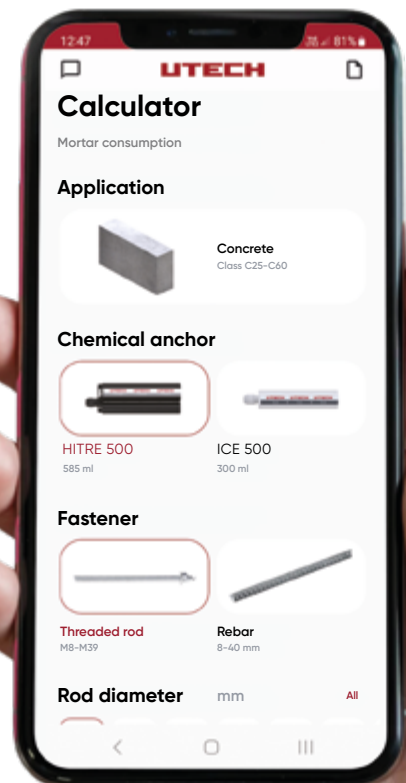 12:47
81%
UTECH
Calculator
Mortar consumption
Application
Concrete
Class C25-C60
Chemical anchor
HITRE 500
585 ml
ICE 500
300 ml
Fastener
Threaded rod
M8-M39
Rebar
8-40 mm
Rod diameter mm All